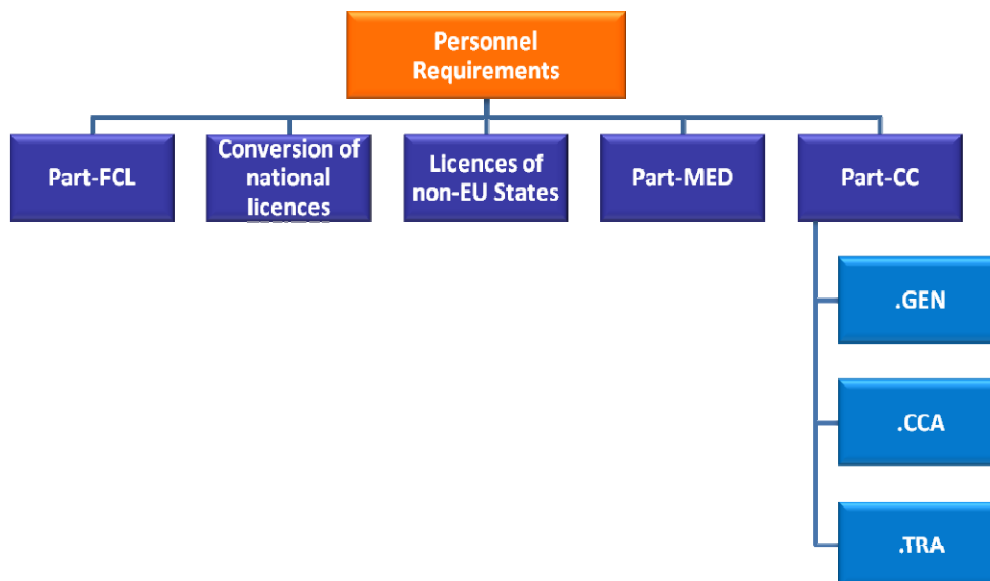 Personnel
Requirements
Part-FCL
Conversion of
national
licences
Licences of
non-EU States
Part-MED
Part-CC
.GEN
.CCA
.TRA